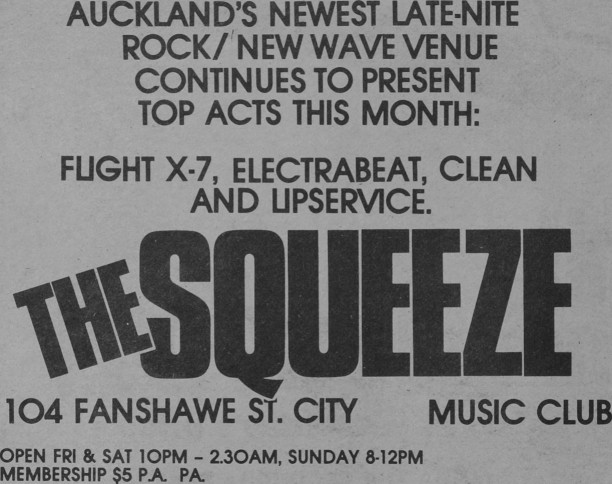 AUCKLAND'S NEWEST LATE-NITE
ROCK/NEW WAVE VENUE
CONTINUES TO PRESENT
TOP ACTS THIS MONTH:
FLIGHT X-7, ELECTRABEAT, CLEAN
AND LIPSERVICE.
THE SQUEEZE
104 FANSHAWE ST. CITY MUSIC CLUB
OPEN FRI & SAT 10PM – 2.30AM, SUNDAY 8-12PM
MEMBERSHIP $5 P.A. PA.